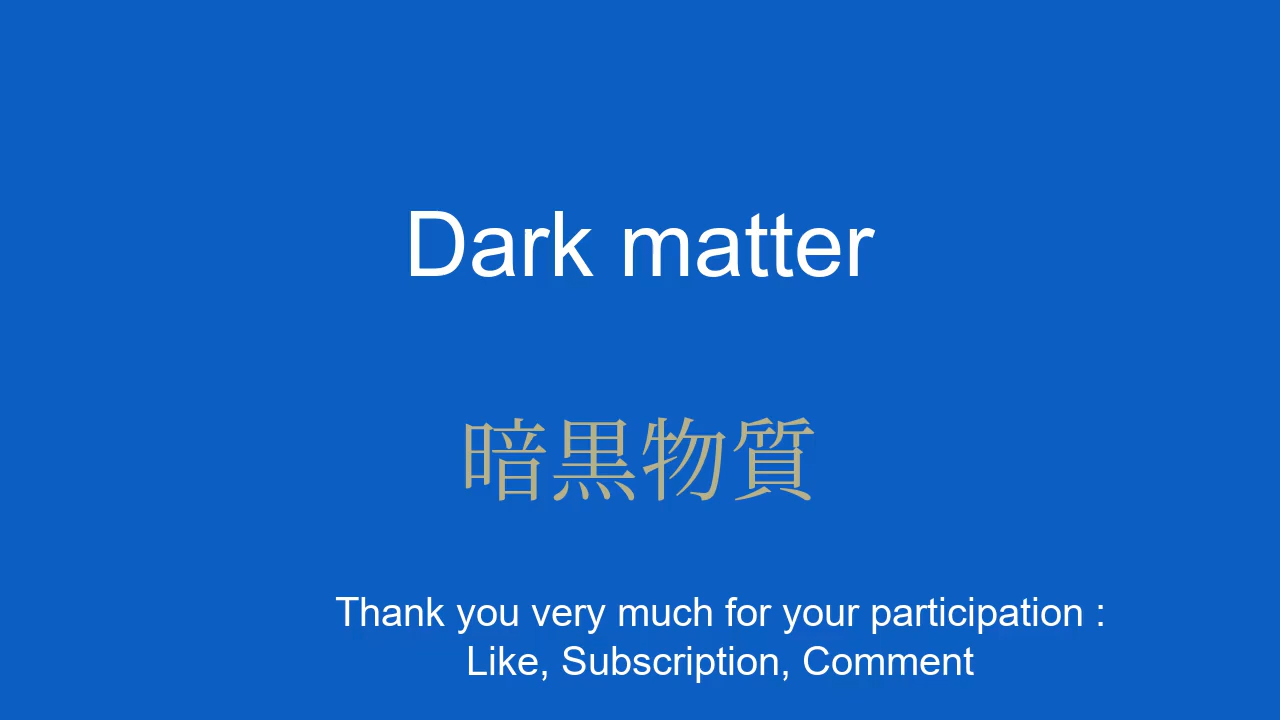 Dark matter
暗黒物質
Thank you very much for your participation :
Like, Subscription, Comment